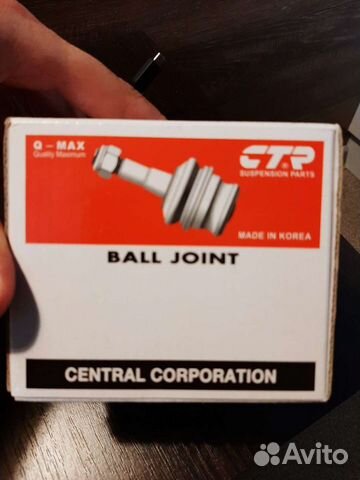 Q-MAX
Quality Maximum
CTR
SUSPENSION PARTS
MADE IN KOREA
BALL JOINT
CENTRAL CORPORATION
Avito